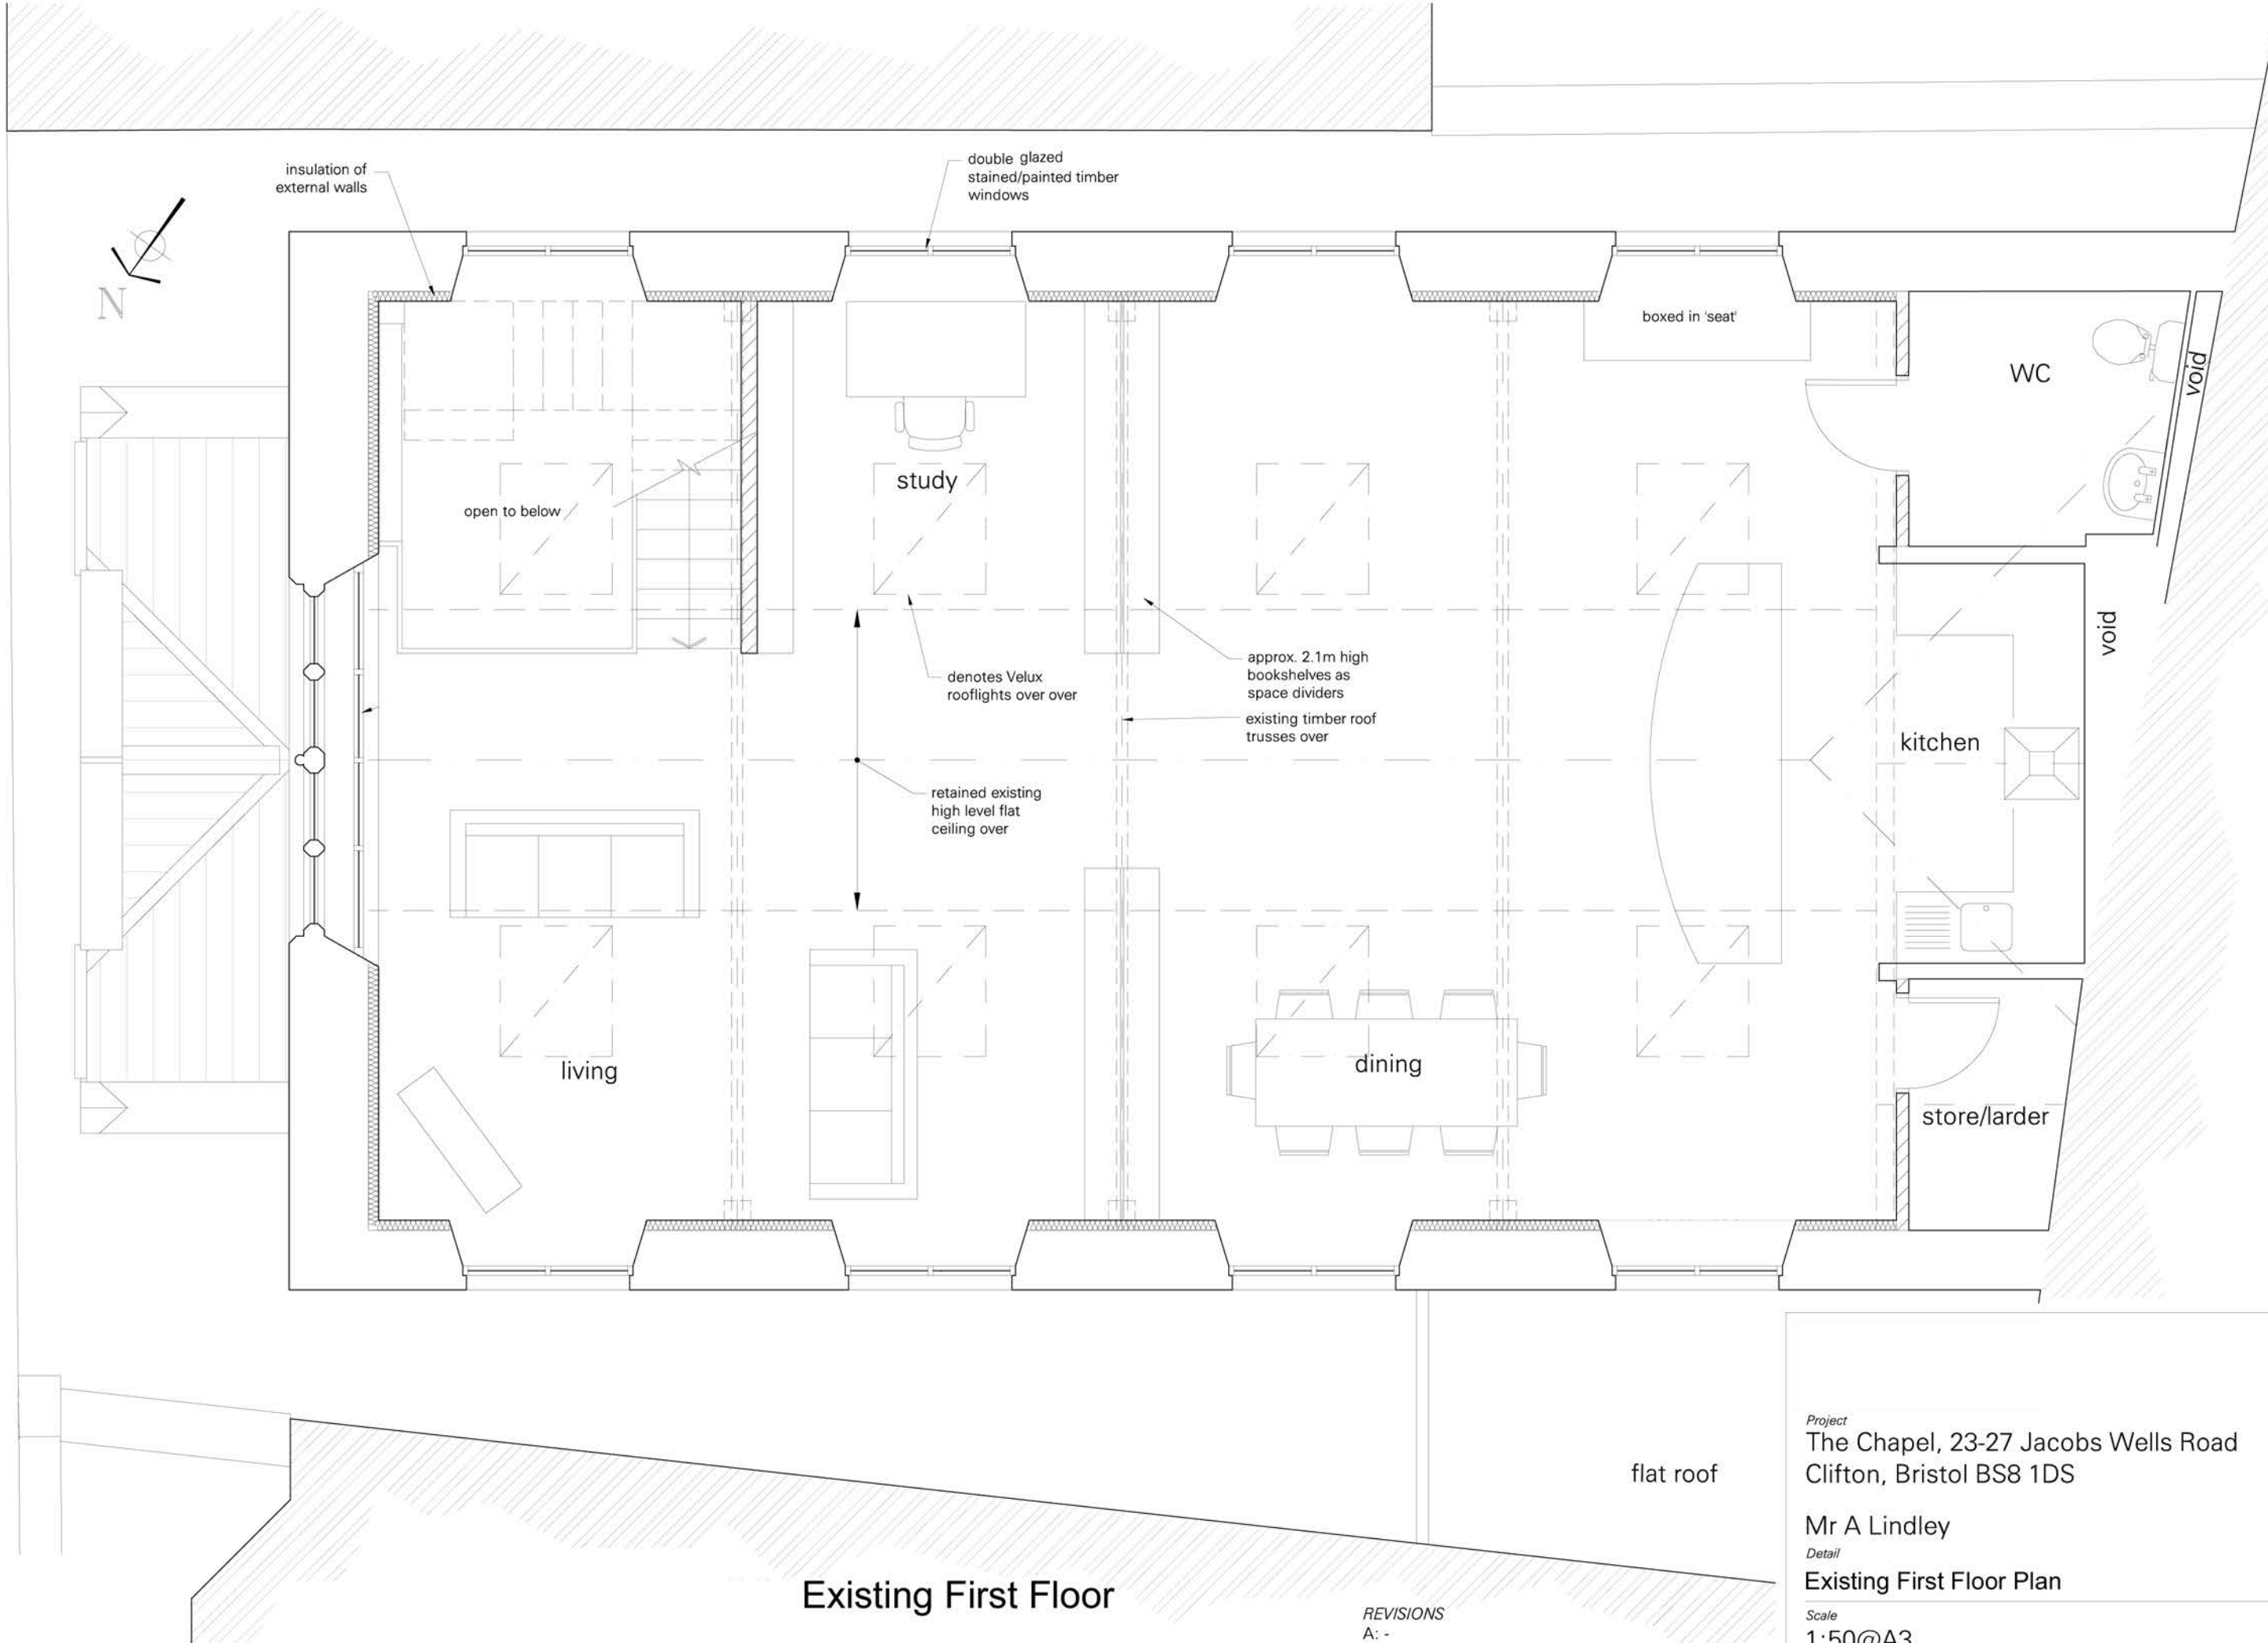 insulation of
external walls
double glazed
stained/painted timber
windows
N
boxed in 'seat'
WC
void
study
open to below
void
denotes Velux
rooflights over over
approx. 2.1m high
bookshelves as
space dividers
existing timber roof
trusses over
kitchen
retained existing
high level flat
ceiling over
living
dining
store/larder
flat roof
Project
The Chapel, 23-27 Jacobs Wells Road
Clifton, Bristol BS8 1DS
Mr A Lindley
Detail
Existing First Floor Plan
Scale
1:50@A3
Existing First Floor
REVISIONS
A: -